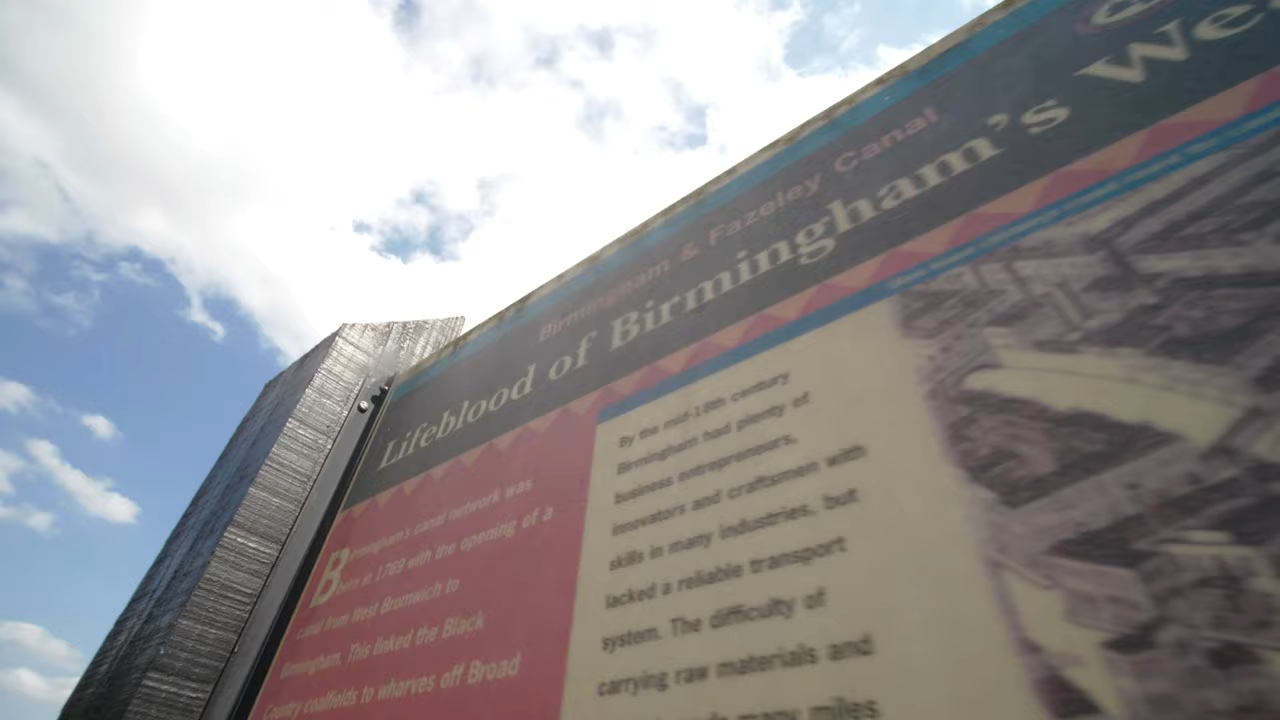 Birmingham & Fazeley Canal
Lifeblood of Birmingham's We
Birmingham's canal network was
born in 1769 with the opening of a
canal from West Bromwich to
Birmingham. This linked the Black
Country coalfields to wharves off Broad
By the mid-18th century
Birmingham had plenty of
business entrepreneurs,
innovators and craftsmen with
skills in many industries, but
lacked a reliable transport
system. The difficulty of
carrying raw materials and
many miles